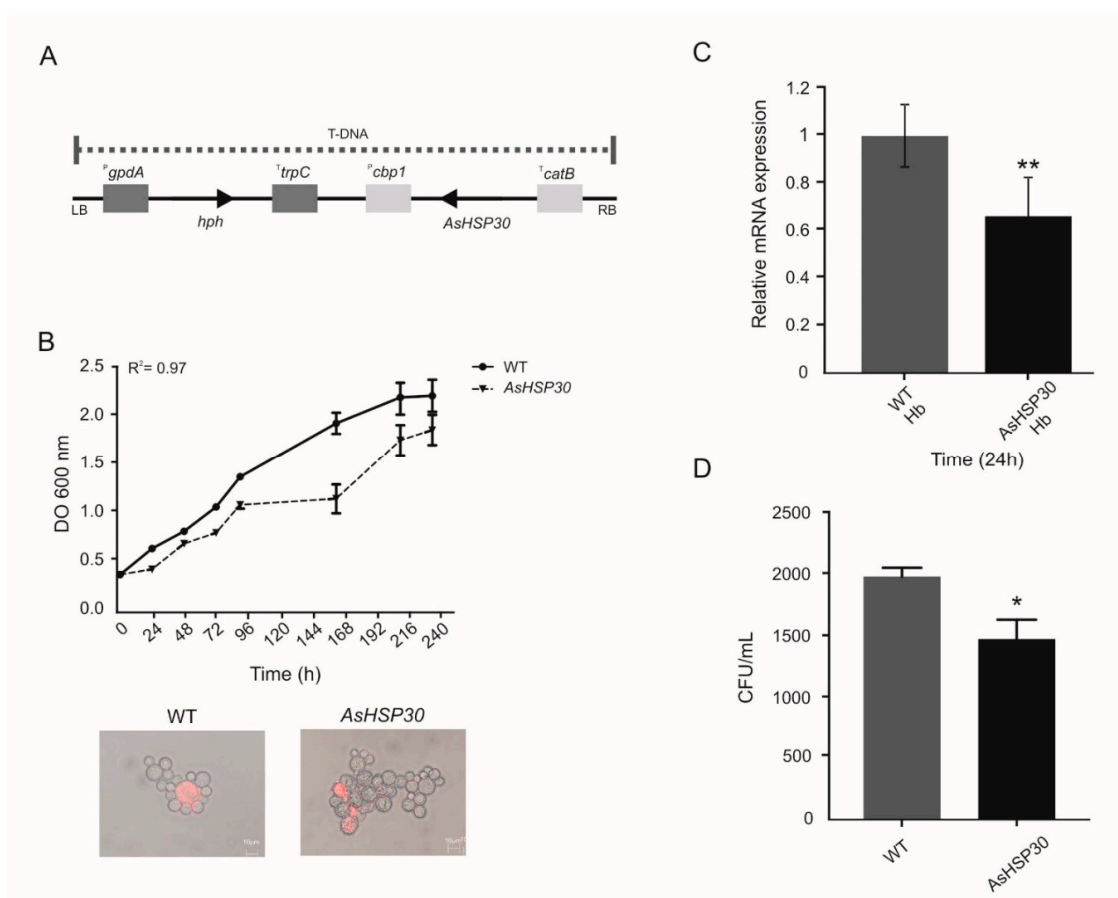 A
T-DNA
PgpdA
TtrpC
Pcbp1
TcatB
LB
hph
AsHSP30
RB
B
R²= 0.97
WT
AsHSP30
DO 600 nm
2.5
2.0
1.5
1.0
0.5
0.0
0 24 48 72 96 120 144 168 192 216 240
Time (h)
WT
AsHSP30
10µm
10µm
C
Relative mRNA expression
1.2
1
0.8
0.6
0.4
0.2
0
**
WT
Hb
AsHSP30
Hb
Time (24h)
D
CFU/mL
2500
2000
1500
1000
500
0
*
WT
AsHSP30